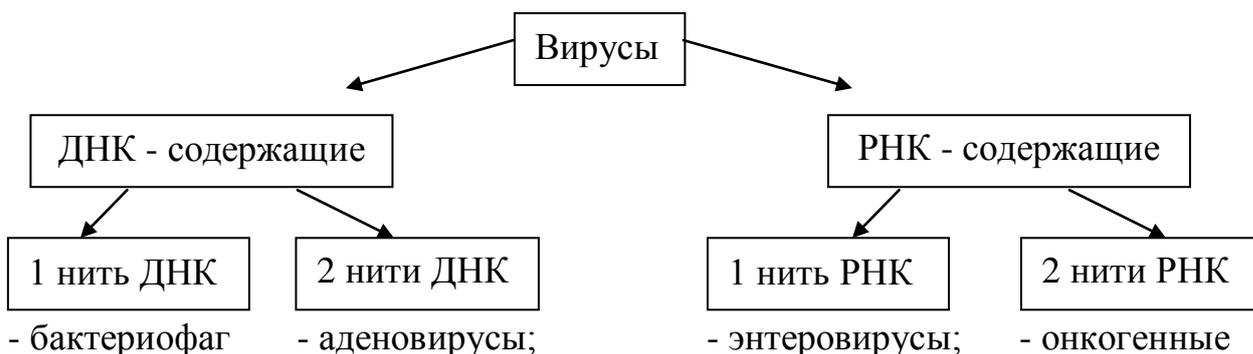 Вирусы
ДНК - содержащие
РНК - содержащие
1 нить ДНК
2 нити ДНК
1 нить РНК
2 нити РНК
- бактериофаг
- аденовирусы;
- энтеровирусы;
- онкогенные